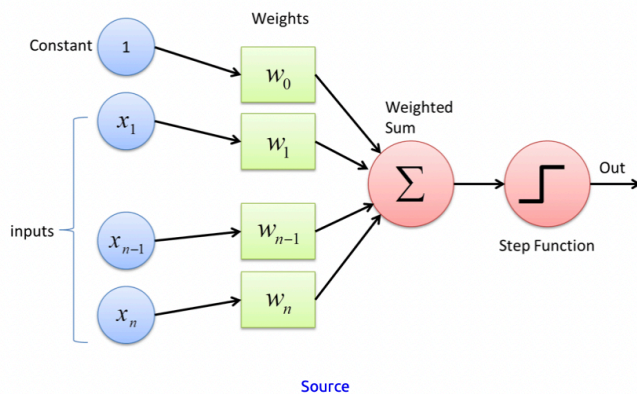 Weights
Constant
1
w0
x1
w1
Weighted
Sum
Σ
Out
inputs
xn−1
wn−1
Step Function
xn
wn
Source